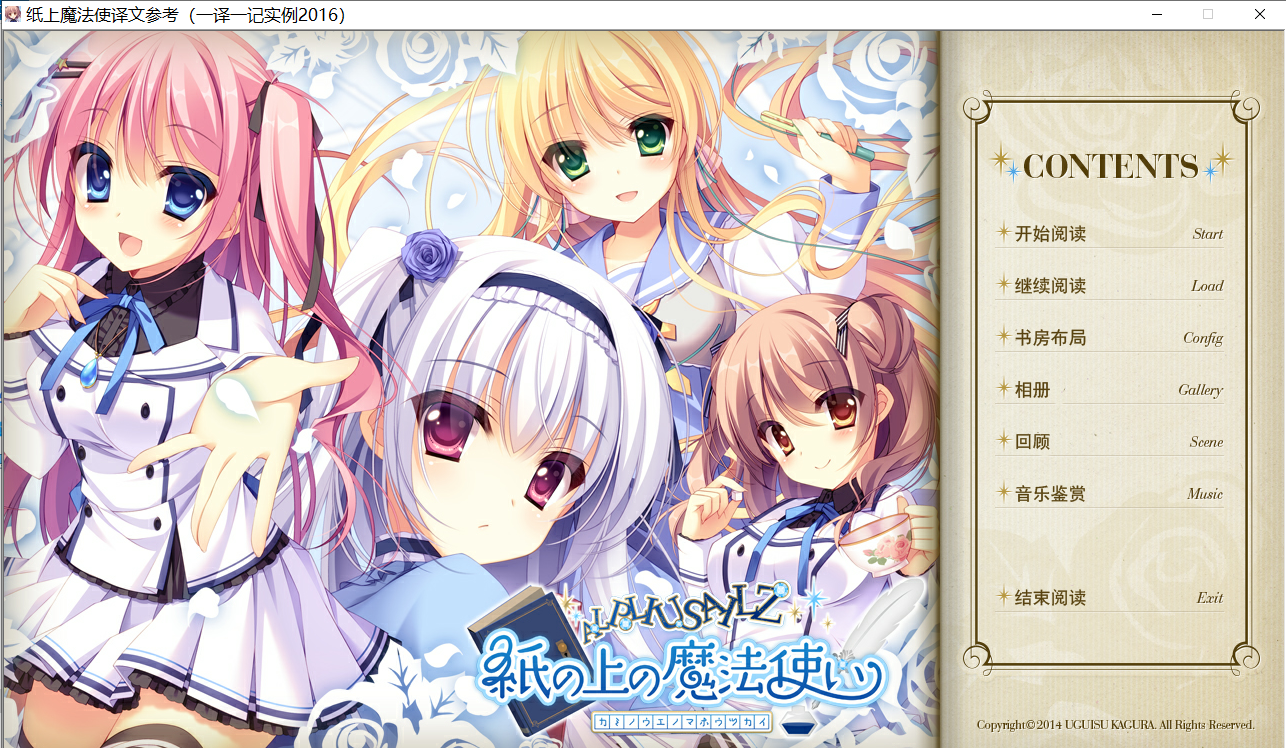 纸上魔法使译文参考（一译一记实例2016）
CONTENTS
开始阅读 Start
继续阅读 Load
书房布局 Config
相册 Gallery
回顾 Scene
音乐鉴赏 Music
结束阅读 Exit
紙の上の魔法使い
カミノウエノマホウツカイ
Copyright©2014 UGUISU KAGURA. All Rights Reserved.